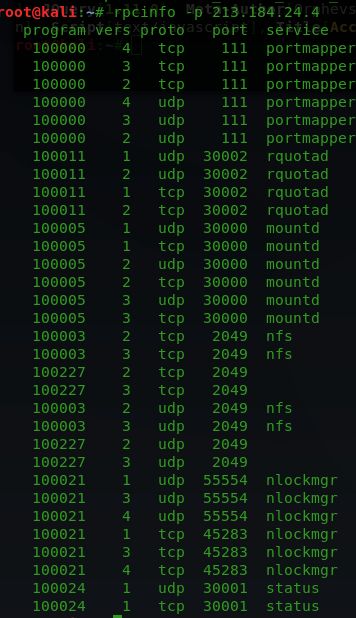 root@kali:~# rpcinfo -p 213.184.24.4
program vers proto port service
100000 4 tcp 111 portmapper
100000 3 tcp 111 portmapper
100000 2 tcp 111 portmapper
100000 4 udp 111 portmapper
100000 3 udp 111 portmapper
100000 2 udp 111 portmapper
100011 1 udp 30002 rquotad
100011 2 udp 30002 rquotad
100011 1 tcp 30002 rquotad
100011 2 tcp 30002 rquotad
100005 1 udp 30000 mountd
100005 1 tcp 30000 mountd
100005 2 udp 30000 mountd
100005 2 tcp 30000 mountd
100005 3 udp 30000 mountd
100005 3 tcp 30000 mountd
100003 2 tcp 2049 nfs
100003 3 tcp 2049 nfs
100227 2 tcp 2049
100227 3 tcp 2049
100003 2 udp 2049 nfs
100003 3 udp 2049 nfs
100227 2 udp 2049
100227 3 udp 2049
100021 1 udp 55554 nlockmgr
100021 3 udp 55554 nlockmgr
100021 4 udp 55554 nlockmgr
100021 1 tcp 45283 nlockmgr
100021 3 tcp 45283 nlockmgr
100021 4 tcp 45283 nlockmgr
100024 1 udp 30001 status
100024 1 tcp 30001 status